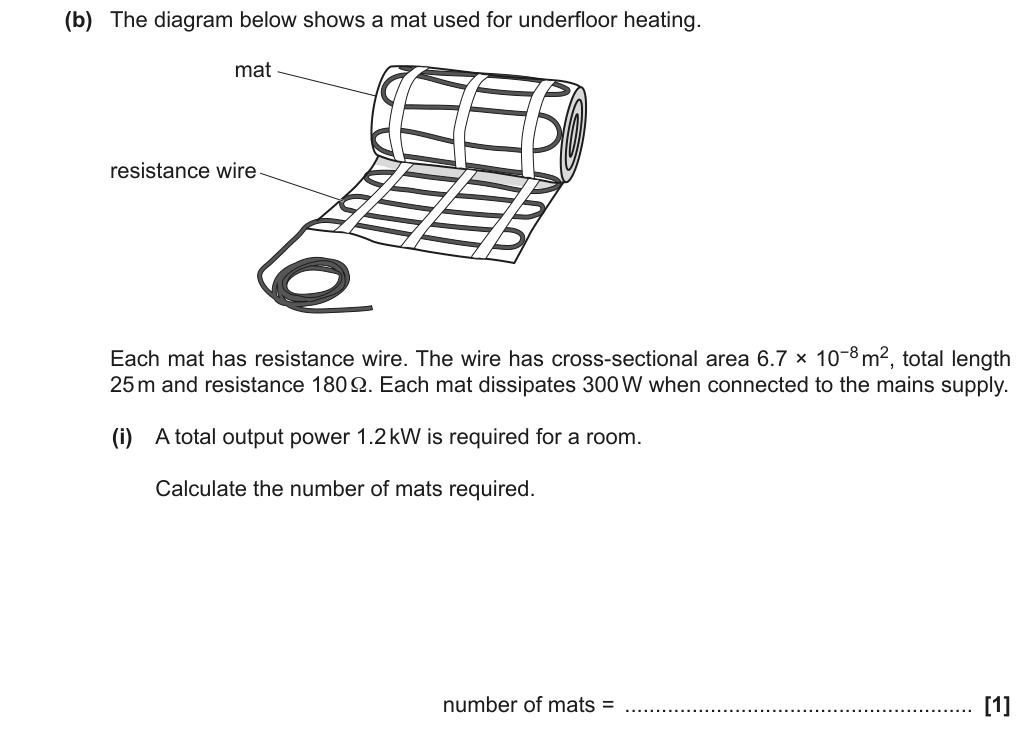 (b) The diagram below shows a mat used for underfloor heating.
mat
resistance wire
Each mat has resistance wire. The wire has cross-sectional area 6.7 × 10⁻⁸ m², total length
25 m and resistance 180 Ω. Each mat dissipates 300 W when connected to the mains supply.
(i) A total output power 1.2 kW is required for a room.
Calculate the number of mats required.
number of mats = ........................................................ [1]